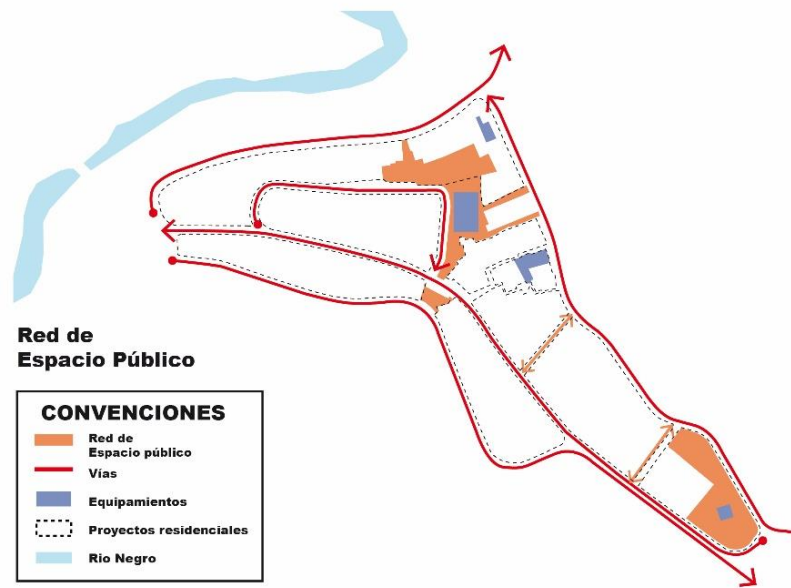 Red de
Espacio Público
CONVENCIONES
Red de
Espacio público
Vías
Equipamientos
Proyectos residenciales
Rio Negro